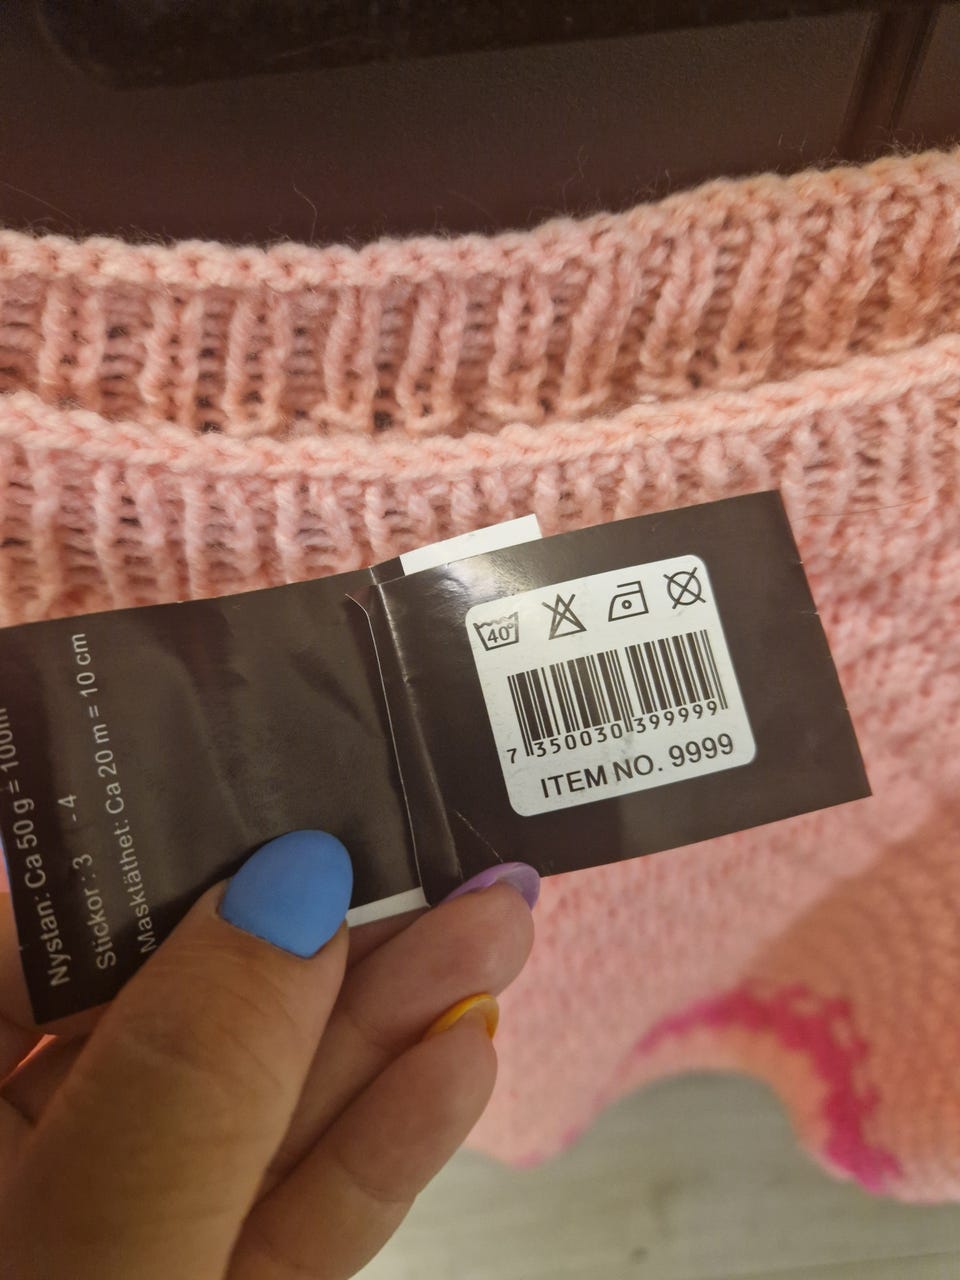 Nystan: Ca 50 g = 100m
Stickor: 3 -4
Masktäthet: Ca 20 m = 10 cm
40°
7 350030 399999
ITEM NO. 9999